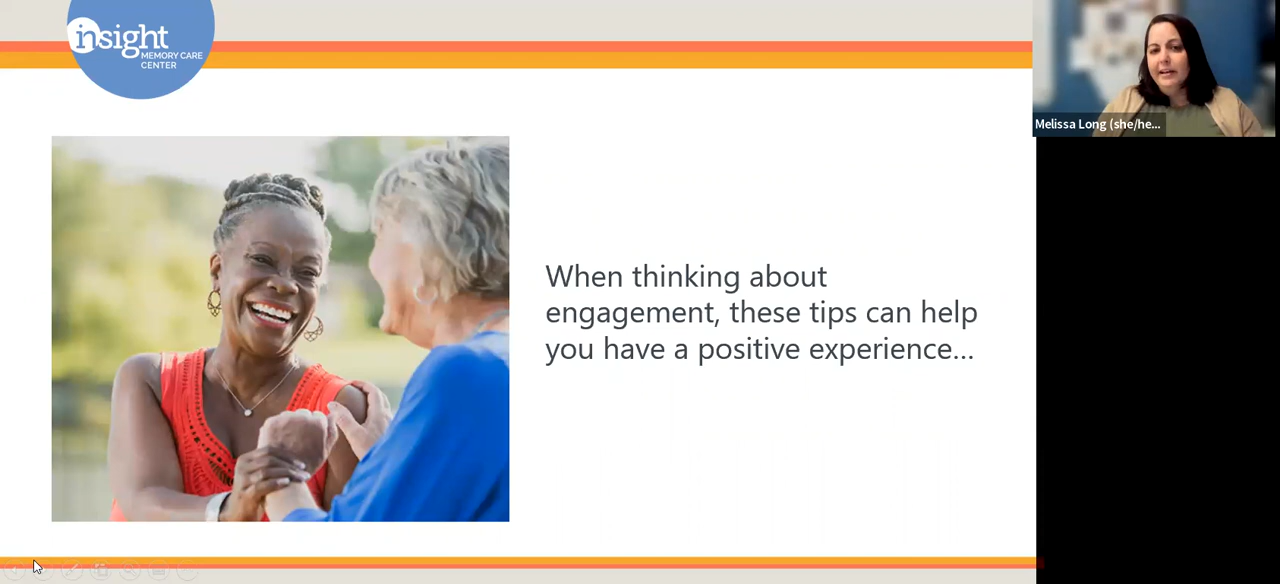 insight
MEMORY CARE
CENTER
Melissa Long (she/he...
When thinking about
engagement, these tips can help
you have a positive experience...